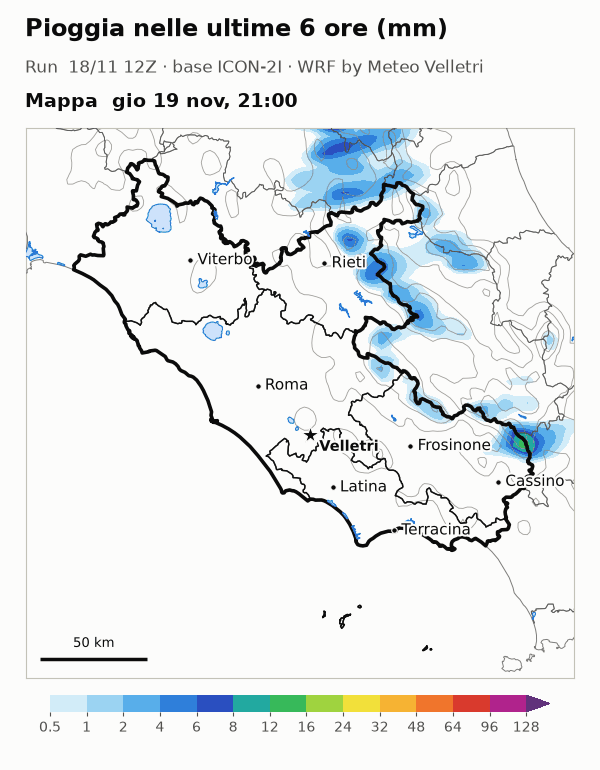 Pioggia nelle ultime 6 ore (mm)
Run  18/11 12Z · base ICON-2I · WRF by Meteo Velletri
Mappa  gio 19 nov, 21:00
Viterbo
Rieti
Roma
Velletri
Frosinone
Latina
Cassino
Terracina
50 km
0.5 1 2 4 6 8 12 16 24 32 48 64 96 128